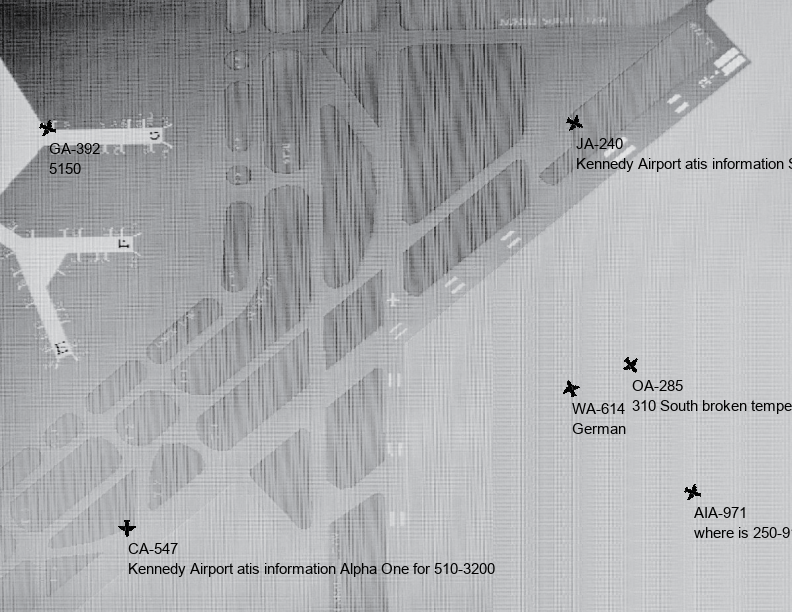 GA-392
5150
JA-240
Kennedy Airport atis information S
OA-285
310 South broken tempe
WA-614
German
AIA-971
where is 250-9
CA-547
Kennedy Airport atis information Alpha One for 510-3200